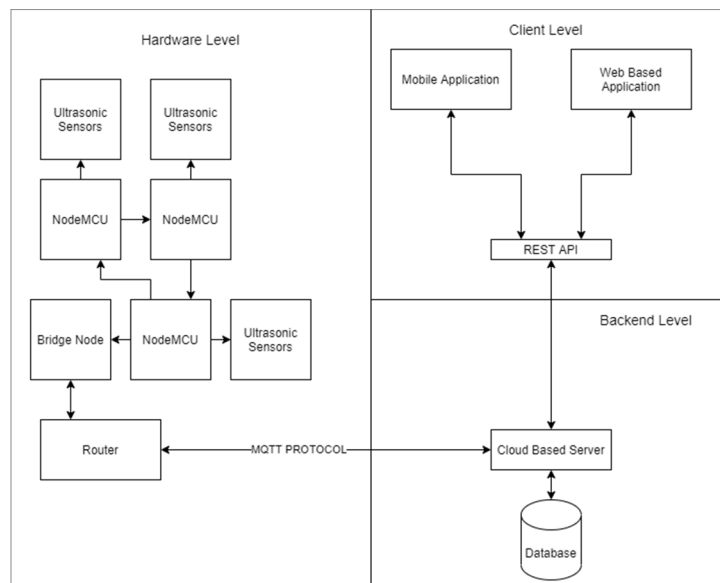 Hardware Level
Ultrasonic
Sensors
Ultrasonic
Sensors
NodeMCU
NodeMCU
Bridge Node
NodeMCU
Ultrasonic
Sensors
Router
MQTT PROTOCOL
Client Level
Mobile Application
Web Based
Application
REST API
Backend Level
Cloud Based Server
Database